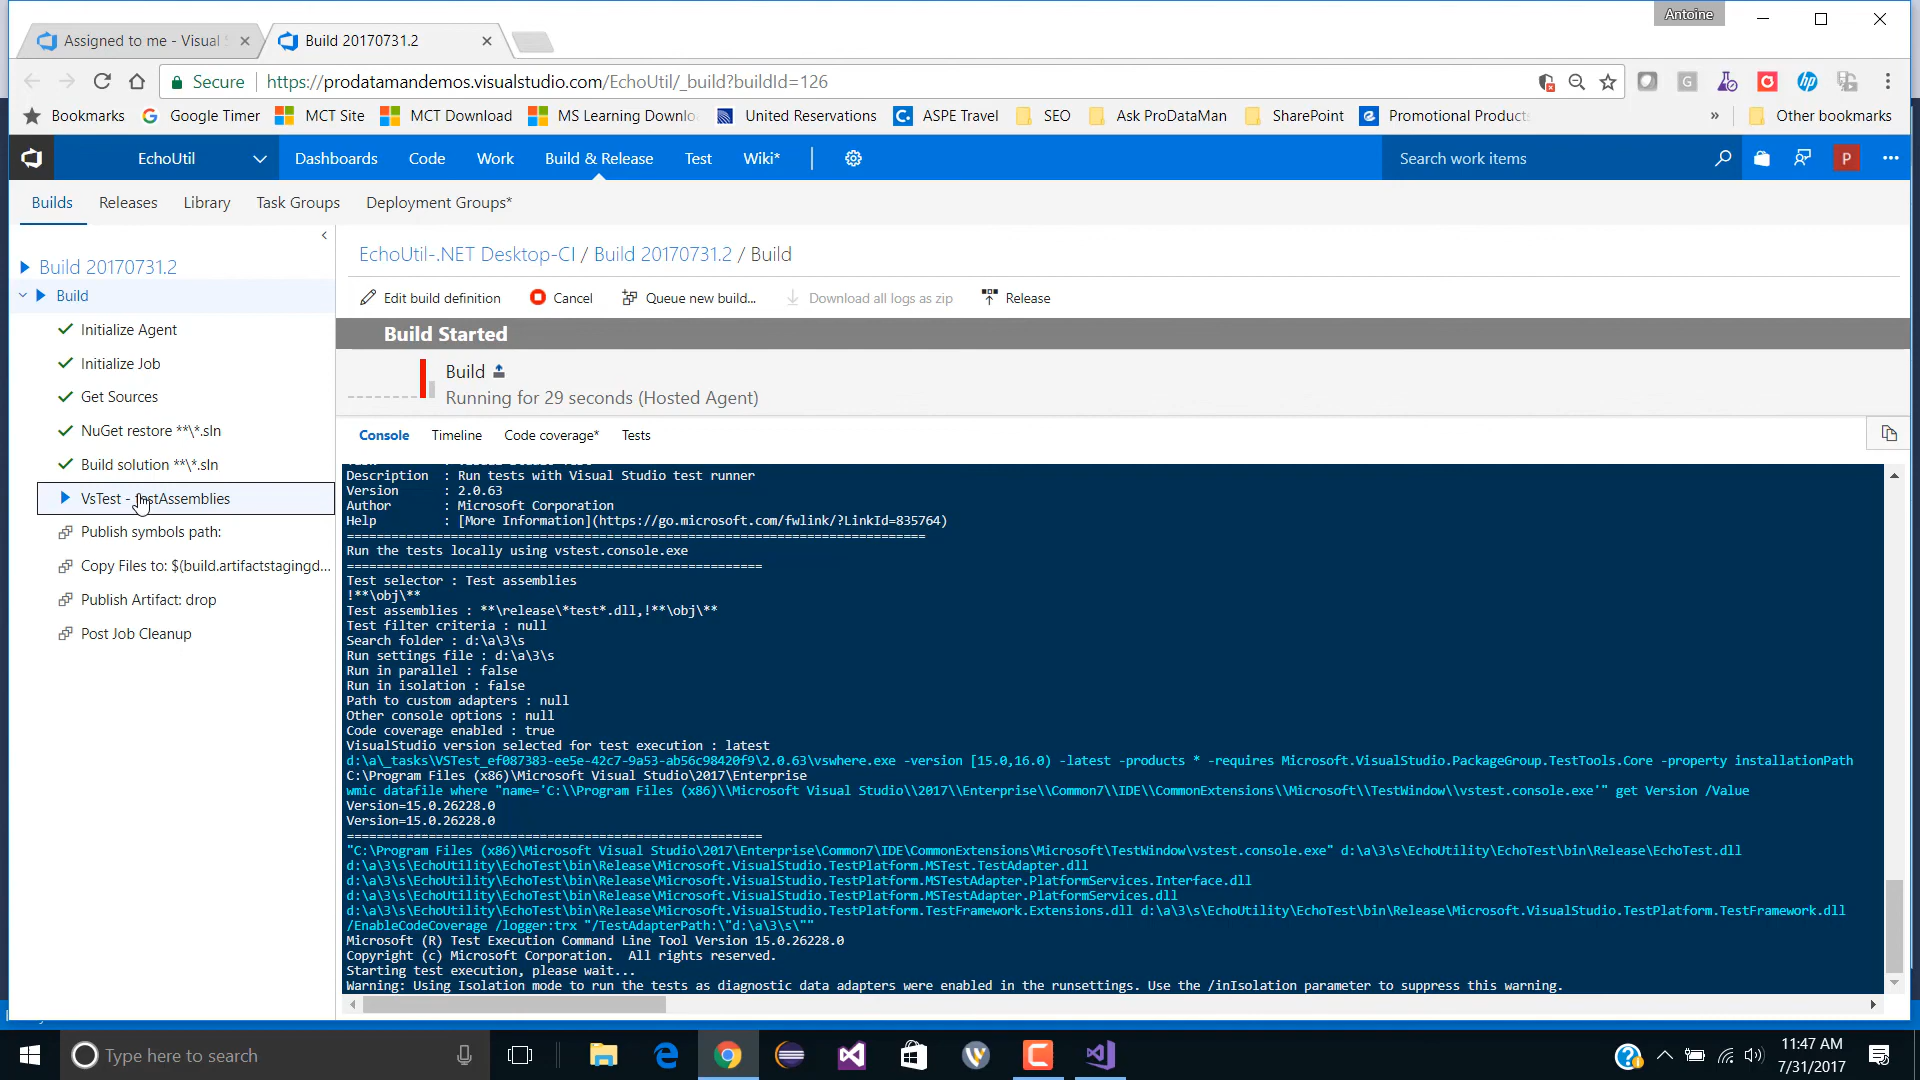 Antoine
Assigned to me - Visual
Build 20170731.2
Secure
https://prodatamandemos.visualstudio.com/EchoUtil/_build?buildId=126
Bookmarks
Google Timer
MCT Site
MCT Download
MS Learning Downlo
United Reservations
ASPE Travel
SEO
Ask ProDataMan
SharePoint
Promotional Products
»
Other bookmarks
EchoUtil
Dashboards
Code
Work
Build & Release
Test
Wiki*
Search work items
P
Builds
Releases
Library
Task Groups
Deployment Groups*
Build 20170731.2
Build
Initialize Agent
Initialize Job
Get Sources
NuGet restore **\*.sln
Build solution **\*.sln
VsTest - testAssemblies
Publish symbols path:
Copy Files to: $(build.artifactstagingd...
Publish Artifact: drop
Post Job Cleanup
EchoUtil-.NET Desktop-CI / Build 20170731.2 / Build
Edit build definition
Cancel
Queue new build...
Download all logs as zip
Release
Build Started
Build
Running for 29 seconds (Hosted Agent)
Console
Timeline
Code coverage*
Tests
Description : Run tests with Visual Studio test runner
Version : 2.0.63
Author : Microsoft Corporation
Help : [More Information](https://go.microsoft.com/fwlink/?LinkId=835764)
==============================================================================
Run the tests locally using vstest.console.exe
========================================================
Test selector : Test assemblies
!**\obj\**
Test assemblies : **\release\*test*.dll,!**\obj\**
Test filter criteria : null
Search folder : d:\a\3\s
Run settings file : d:\a\3\s
Run in parallel : false
Run in isolation : false
Path to custom adapters : null
Other console options : null
Code coverage enabled : true
VisualStudio version selected for test execution : latest
d:\a\_tasks\VSTest_ef087383-ee5e-42c7-9a53-ab56c98420f9\2.0.63\vswhere.exe -version [15.0,16.0) -latest -products * -requires Microsoft.VisualStudio.PackageGroup.TestTools.Core -property installationPath
C:\Program Files (x86)\Microsoft Visual Studio\2017\Enterprise
wmic datafile where "name='C:\\Program Files (x86)\\Microsoft Visual Studio\\2017\\Enterprise\\Common7\\IDE\\CommonExtensions\\Microsoft\\TestWindow\\vstest.console.exe'" get Version /Value
Version=15.0.26228.0
Version=15.0.26228.0
========================================================
"C:\Program Files (x86)\Microsoft Visual Studio\2017\Enterprise\Common7\IDE\CommonExtensions\Microsoft\TestWindow\vstest.console.exe" d:\a\3\s\EchoUtility\EchoTest\bin\Release\EchoTest.dll
d:\a\3\s\EchoUtility\EchoTest\bin\Release\Microsoft.VisualStudio.TestPlatform.MSTest.TestAdapter.dll
d:\a\3\s\EchoUtility\EchoTest\bin\Release\Microsoft.VisualStudio.TestPlatform.MSTestAdapter.PlatformServices.Interface.dll
d:\a\3\s\EchoUtility\EchoTest\bin\Release\Microsoft.VisualStudio.TestPlatform.MSTestAdapter.PlatformServices.dll
d:\a\3\s\EchoUtility\EchoTest\bin\Release\Microsoft.VisualStudio.TestPlatform.TestFramework.Extensions.dll d:\a\3\s\EchoUtility\EchoTest\bin\Release\Microsoft.VisualStudio.TestPlatform.TestFramework.dll
/EnableCodeCoverage /logger:trx "/TestAdapterPath:\"d:\a\3\s\""
Microsoft (R) Test Execution Command Line Tool Version 15.0.26228.0
Copyright (c) Microsoft Corporation.  All rights reserved.
Starting test execution, please wait...
Warning: Using Isolation mode to run the tests as diagnostic data adapters were enabled in the runsettings. Use the /inIsolation parameter to suppress this warning.
Type here to search
11:47 AM
7/31/2017